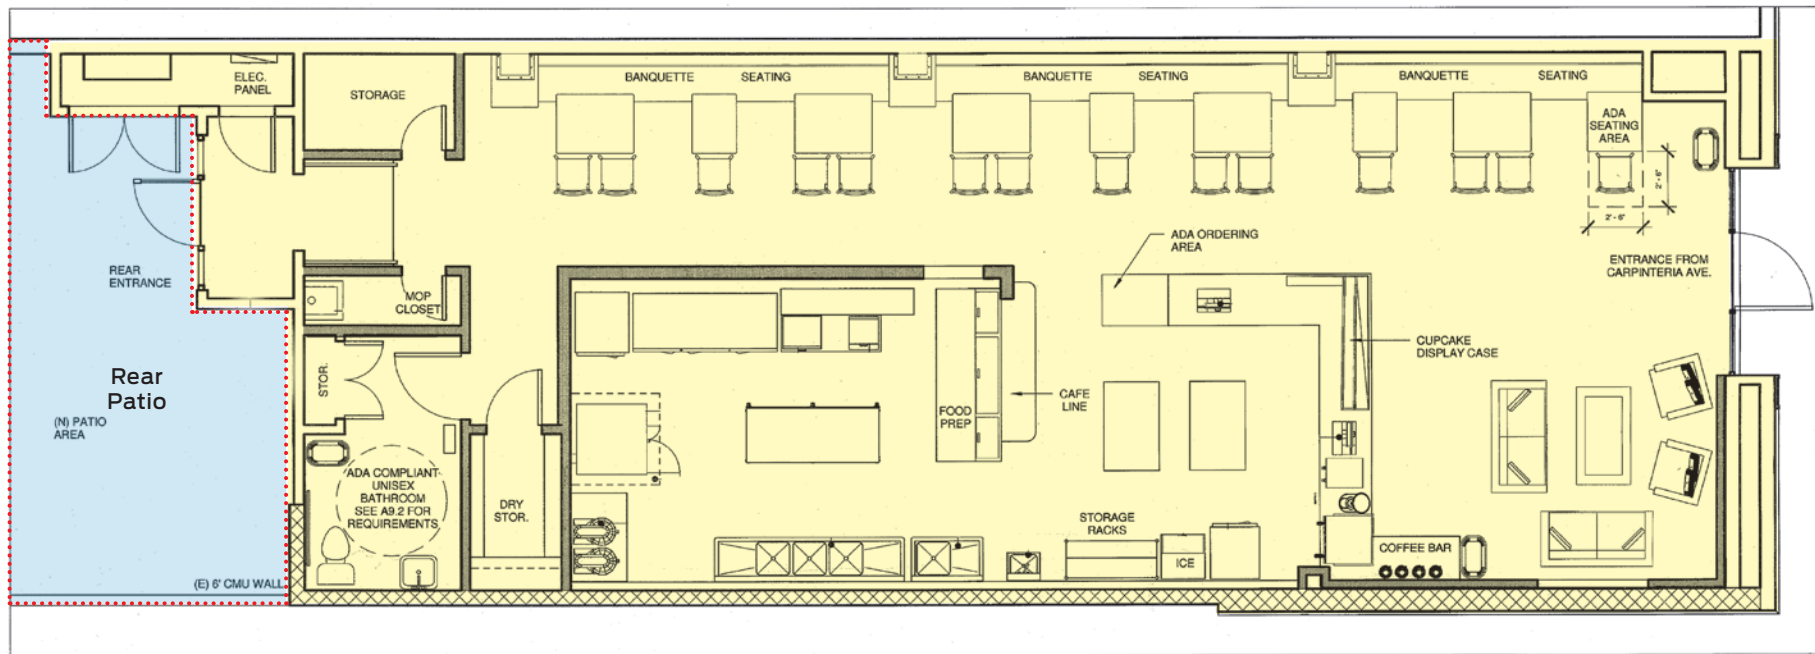 ELEC.
PANEL
STORAGE
BANQUETTE SEATING
BANQUETTE SEATING
BANQUETTE SEATING
ADA
SEATING
AREA
2'-6"
2'-6"
ADA ORDERING
AREA
ENTRANCE FROM
CARPINTERIA AVE.
REAR
ENTRANCE
MOP
CLOSET
CUPCAKE
DISPLAY CASE
STOR.
Rear
Patio
(N) PATIO
AREA
FOOD
PREP
CAFE
LINE
ADA COMPLIANT
UNISEX
BATHROOM
SEE A9.2 FOR
REQUIREMENTS
DRY
STOR.
STORAGE
RACKS
ICE
COFFEE BAR
(E) 6' CMU WALL